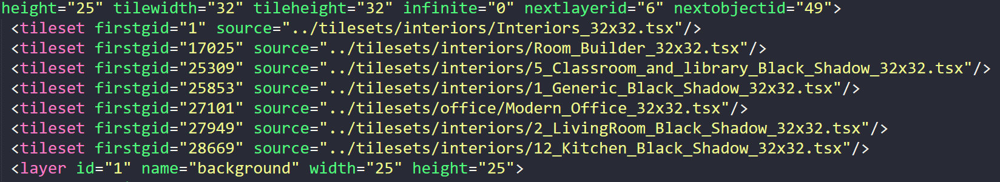 height="25" tilewidth="32" tileheight="32" infinite="0" nextlayerid="6" nextobjectid="49">
<tileset firstgid="1" source="../tilesets/interiors/Interiors_32x32.tsx"/>
<tileset firstgid="17025" source="../tilesets/interiors/Room_Builder_32x32.tsx"/>
<tileset firstgid="25309" source="../tilesets/interiors/5_Classroom_and_library_Black_Shadow_32x32.tsx"/>
<tileset firstgid="25853" source="../tilesets/interiors/1_Generic_Black_Shadow_32x32.tsx"/>
<tileset firstgid="27101" source="../tilesets/office/Modern_Office_32x32.tsx"/>
<tileset firstgid="27949" source="../tilesets/interiors/2_LivingRoom_Black_Shadow_32x32.tsx"/>
<tileset firstgid="28669" source="../tilesets/interiors/12_Kitchen_Black_Shadow_32x32.tsx"/>
<layer id="1" name="background" width="25" height="25">